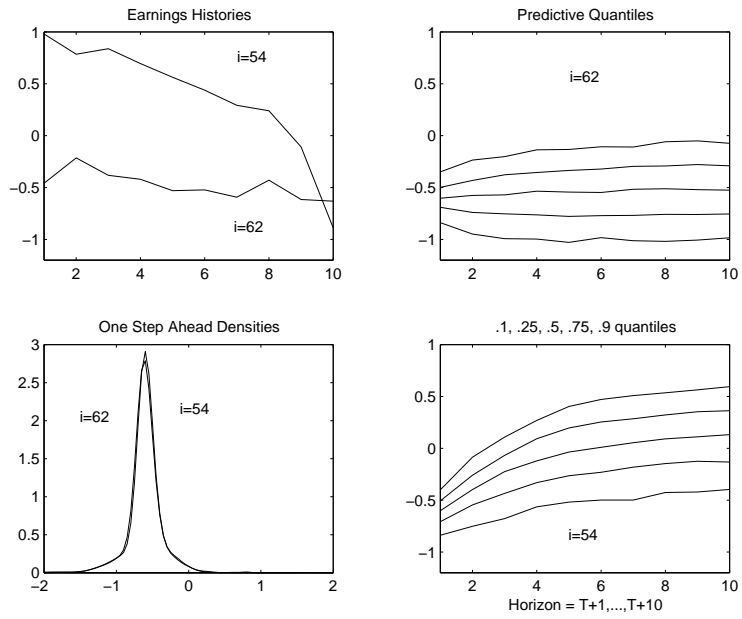 Earnings Histories
1
0.5
0
−0.5
−1
2 4 6 8 10
i=54
i=62
Predictive Quantiles
1
0.5
0
−0.5
−1
2 4 6 8 10
i=62
One Step Ahead Densities
3
2.5
2
1.5
1
0.5
0
−2 −1 0 1 2
i=62
i=54
.1, .25, .5, .75, .9 quantiles
1
0.5
0
−0.5
−1
2 4 6 8 10
i=54
Horizon = T+1,...,T+10